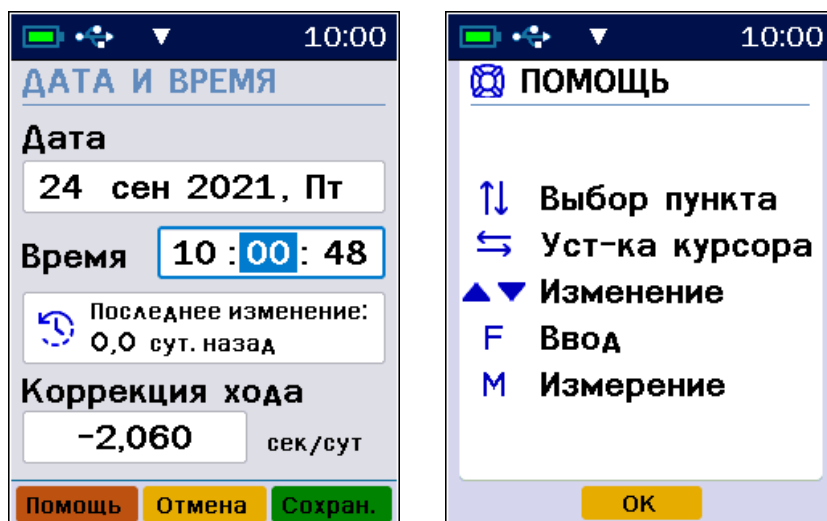 10:00
ДАТА И ВРЕМЯ
Дата
24 сен 2021, Пт
Время 10 : 00 : 48
Последнее изменение:
0,0 сут. назад
Коррекция хода
-2,060 сек/сут
Помощь Отмена Сохран.
10:00
ПОМОЩЬ
Выбор пункта
Уст-ка курсора
Изменение
F Ввод
M Измерение
OK